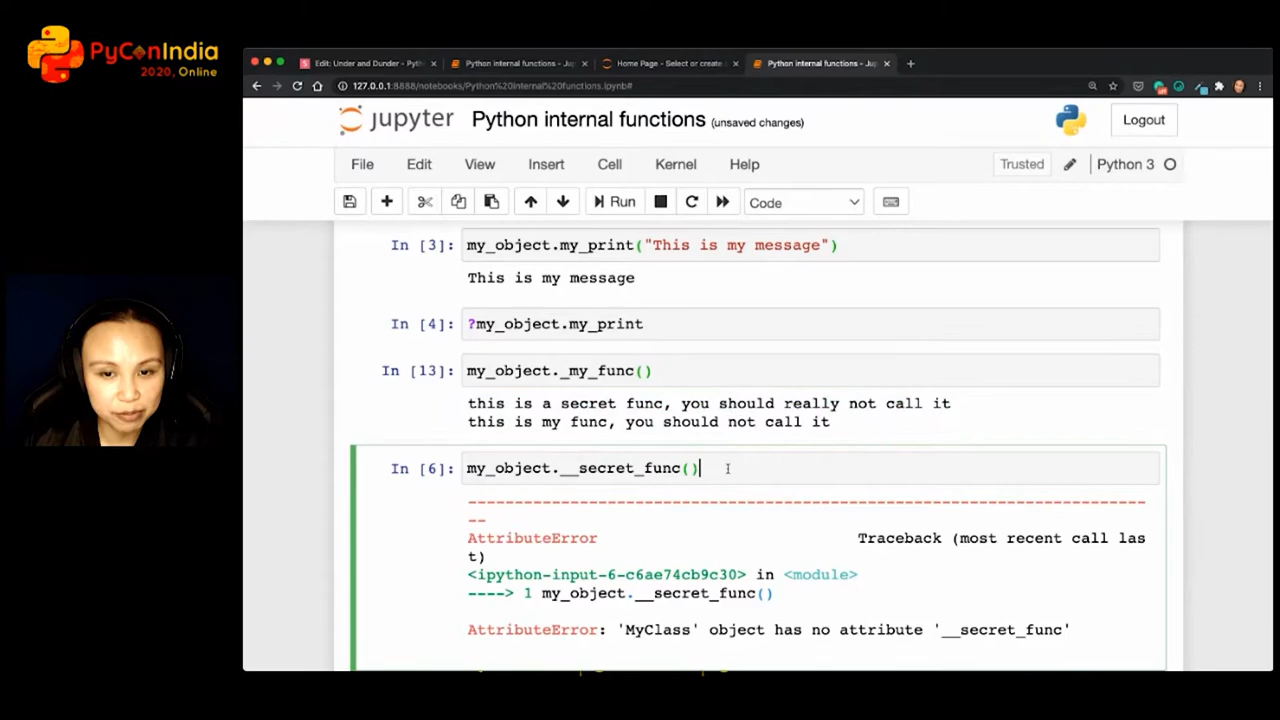 PyConIndia
2020, Online
Edit: Under and Dunder - Pyth
Python internal functions - Jup
Home Page - Select or create
Python internal functions - Jup
127.0.0.1:8888/notebooks/Python%20internal%20functions.ipynb#
jupyter Python internal functions (unsaved changes)
Logout
File Edit View Insert Cell Kernel Help
Trusted
Python 3
Run
Code
In [3]: my_object.my_print("This is my message")
This is my message
In [4]: ?my_object.my_print
In [13]: my_object._my_func()
this is a secret func, you should really not call it
this is my func, you should not call it
In [6]: my_object.__secret_func()
---------------------------------------------------------------------------
--
AttributeError Traceback (most recent call las
t)
<ipython-input-6-c6ae74cb9c30> in <module>
----> 1 my_object.__secret_func()
AttributeError: 'MyClass' object has no attribute '__secret_func'